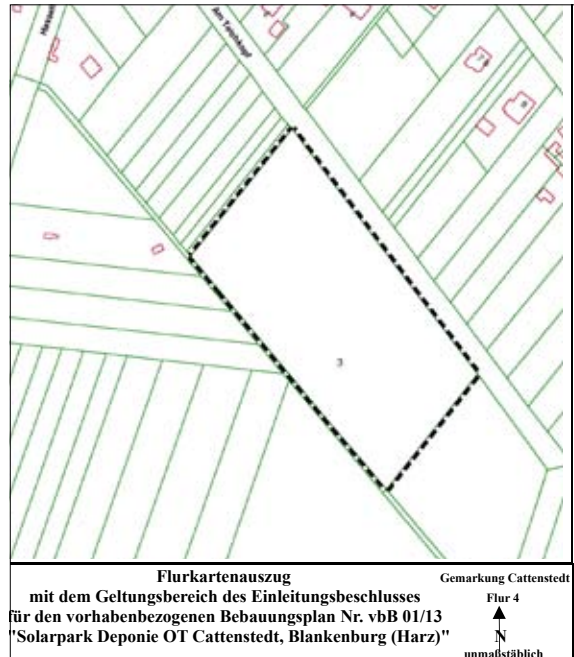 Am Teichkopf
3
Flurkartenauszug
mit dem Geltungsbereich des Einleitungsbeschlusses
für den vorhabenbezogenen Bebauungsplan Nr. vbB 01/13
"Solarpark Deponie OT Cattenstedt, Blankenburg (Harz)"
Gemarkung Cattenstedt
Flur 4
N
unmaßstäblich